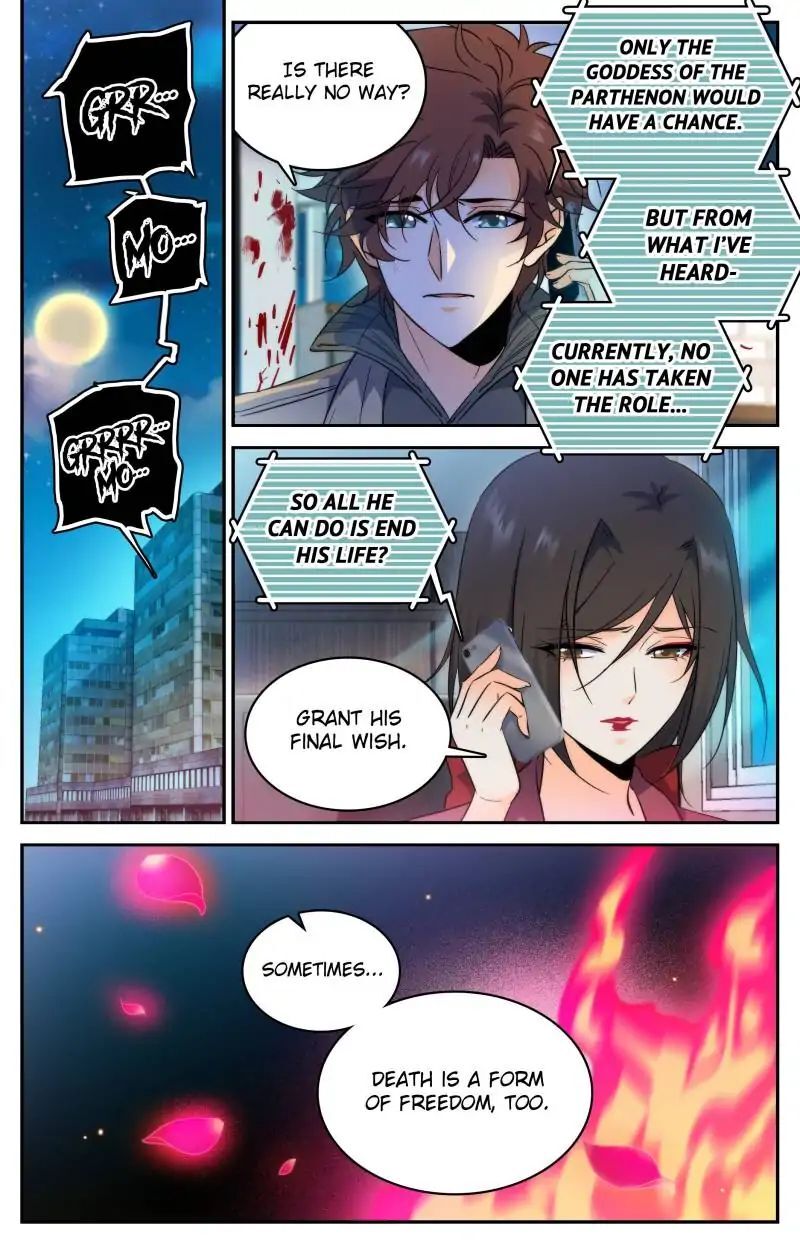 GRR...
MO...
GRRRR...
MO...
IS THERE
REALLY NO WAY?
ONLY THE
GODDESS OF THE
PARTHENON WOULD
HAVE A CHANCE.
BUT FROM
WHAT I'VE
HEARD-
CURRENTLY, NO
ONE HAS TAKEN
THE ROLE...
SO ALL HE
CAN DO IS END
HIS LIFE?
GRANT HIS
FINAL WISH.
SOMETIMES...
DEATH IS A FORM
OF FREEDOM, TOO.